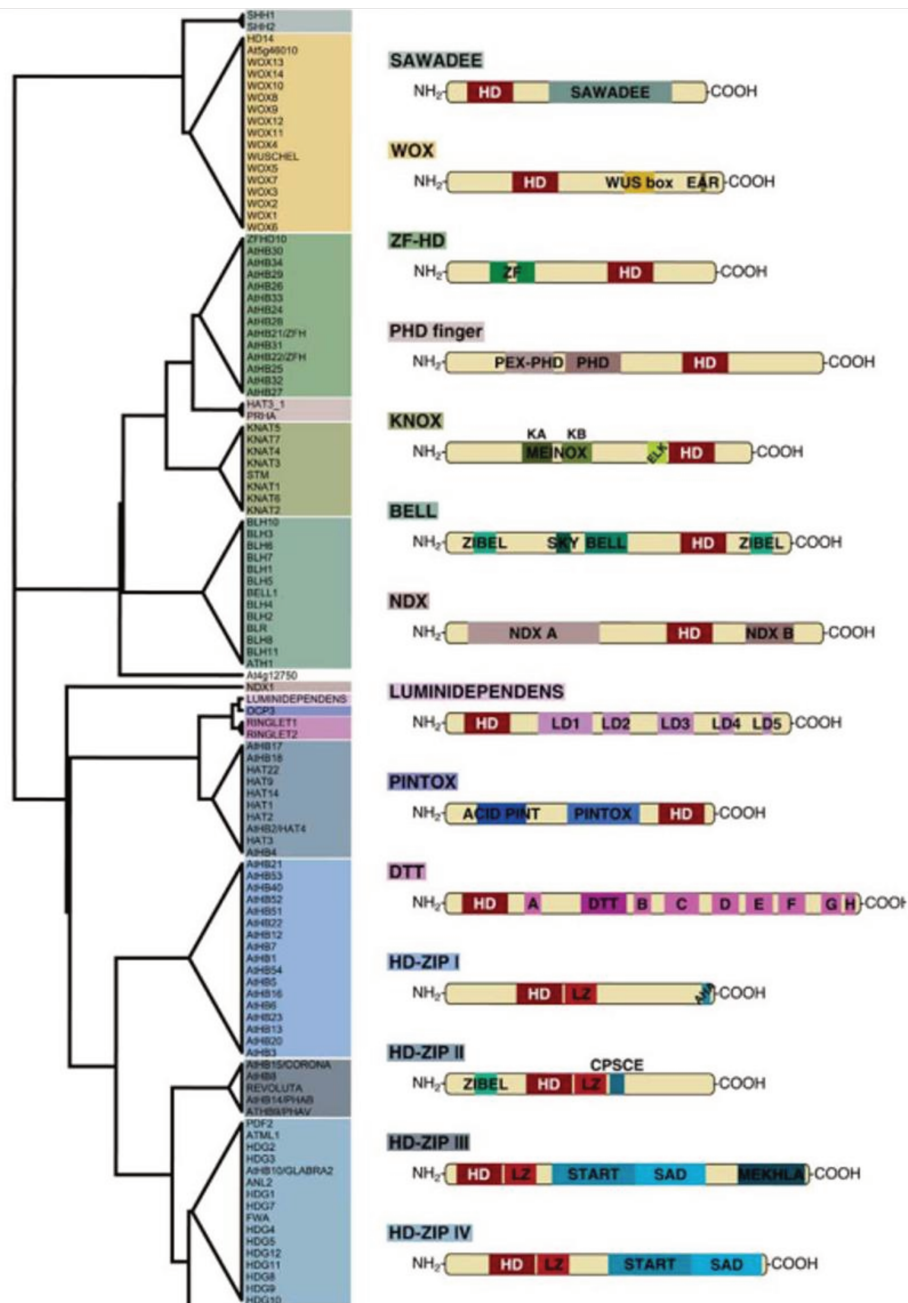 SHH1
SHH2
HD14
At5g46010
WOX13
WOX14
WOX10
WOX8
WOX9
WOX12
WOX11
WOX4
WUSCHEL
WOX5
WOX7
WOX3
WOX2
WOX1
WOX6
ZFHD10
AtHB30
AtHB34
AtHB29
AtHB26
AtHB33
AtHB24
AtHB28
AtHB21/ZFH
AtHB31
AtHB22/ZFH
AtHB25
AtHB32
AtHB27
HAT3_1
PRHA
KNAT5
KNAT7
KNAT4
KNAT3
STM
KNAT1
KNAT6
KNAT2
BLH10
BLH3
BLH6
BLH7
BLH1
BLH5
BELL1
BLH4
BLH2
BLR
BLH8
BLH11
ATH1
At4g12750
NDX1
LUMINIDEPENDENS
OCP3
RINGLET1
RINGLET2
AtHB17
AtHB18
HAT22
HAT9
HAT14
HAT1
HAT2
AtHB2/HAT4
HAT3
AtHB4
AtHB21
AtHB53
AtHB40
AtHB52
AtHB51
AtHB22
AtHB12
AtHB7
AtHB1
AtHB54
AtHB5
AtHB16
AtHB6
AtHB23
AtHB13
AtHB20
AtHB3
AtHB15/CORONA
AtHB8
REVOLUTA
AtHB14/PHAB
ATHB9/PHAV
PDF2
ATML1
HDG2
HDG3
AtHB10/GLABRA2
ANL2
HDG1
HDG7
FWA
HDG4
HDG5
HDG12
HDG11
HDG8
HDG9
HDG10
SAWADEE
NH2 HD SAWADEE COOH
WOX
NH2 HD WUS box EAR COOH
ZF-HD
NH2 ZF HD COOH
PHD finger
NH2 PEX-PHD PHD HD COOH
KNOX
KA KB
NH2 MEINOX ELK HD COOH
BELL
NH2 ZIBEL SKY BELL HD ZIBEL COOH
NDX
NH2 NDX A HD NDX B COOH
LUMINIDEPENDENS
NH2 HD LD1 LD2 LD3 LD4 LD5 COOH
PINTOX
NH2 ACID PINT PINTOX HD COOH
DTT
NH2 HD A DTT B C D E F G H COOH
HD-ZIP I
NH2 HD LZ AHA COOH
HD-ZIP II
CPSCE
NH2 ZIBEL HD LZ COOH
HD-ZIP III
NH2 HD LZ START SAD MEKHLA COOH
HD-ZIP IV
NH2 HD LZ START SAD COOH